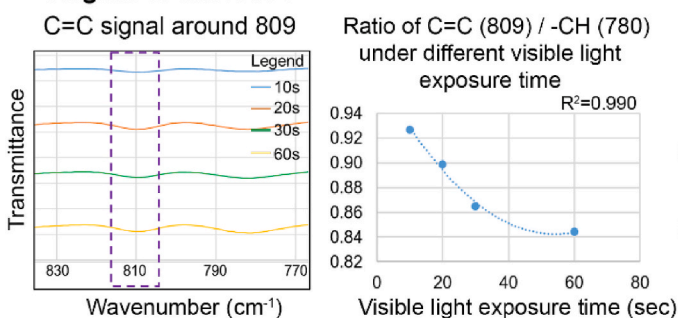 C=C signal around 809
Legend
10s
20s
30s
60s
Transmittance
830
810
790
770
Wavenumber (cm⁻¹)
Ratio of C=C (809) / -CH (780)
under different visible light
exposure time
R²=0.990
0.94
0.92
0.90
0.88
0.86
0.84
0.82
0
20
40
60
80
Visible light exposure time (sec)